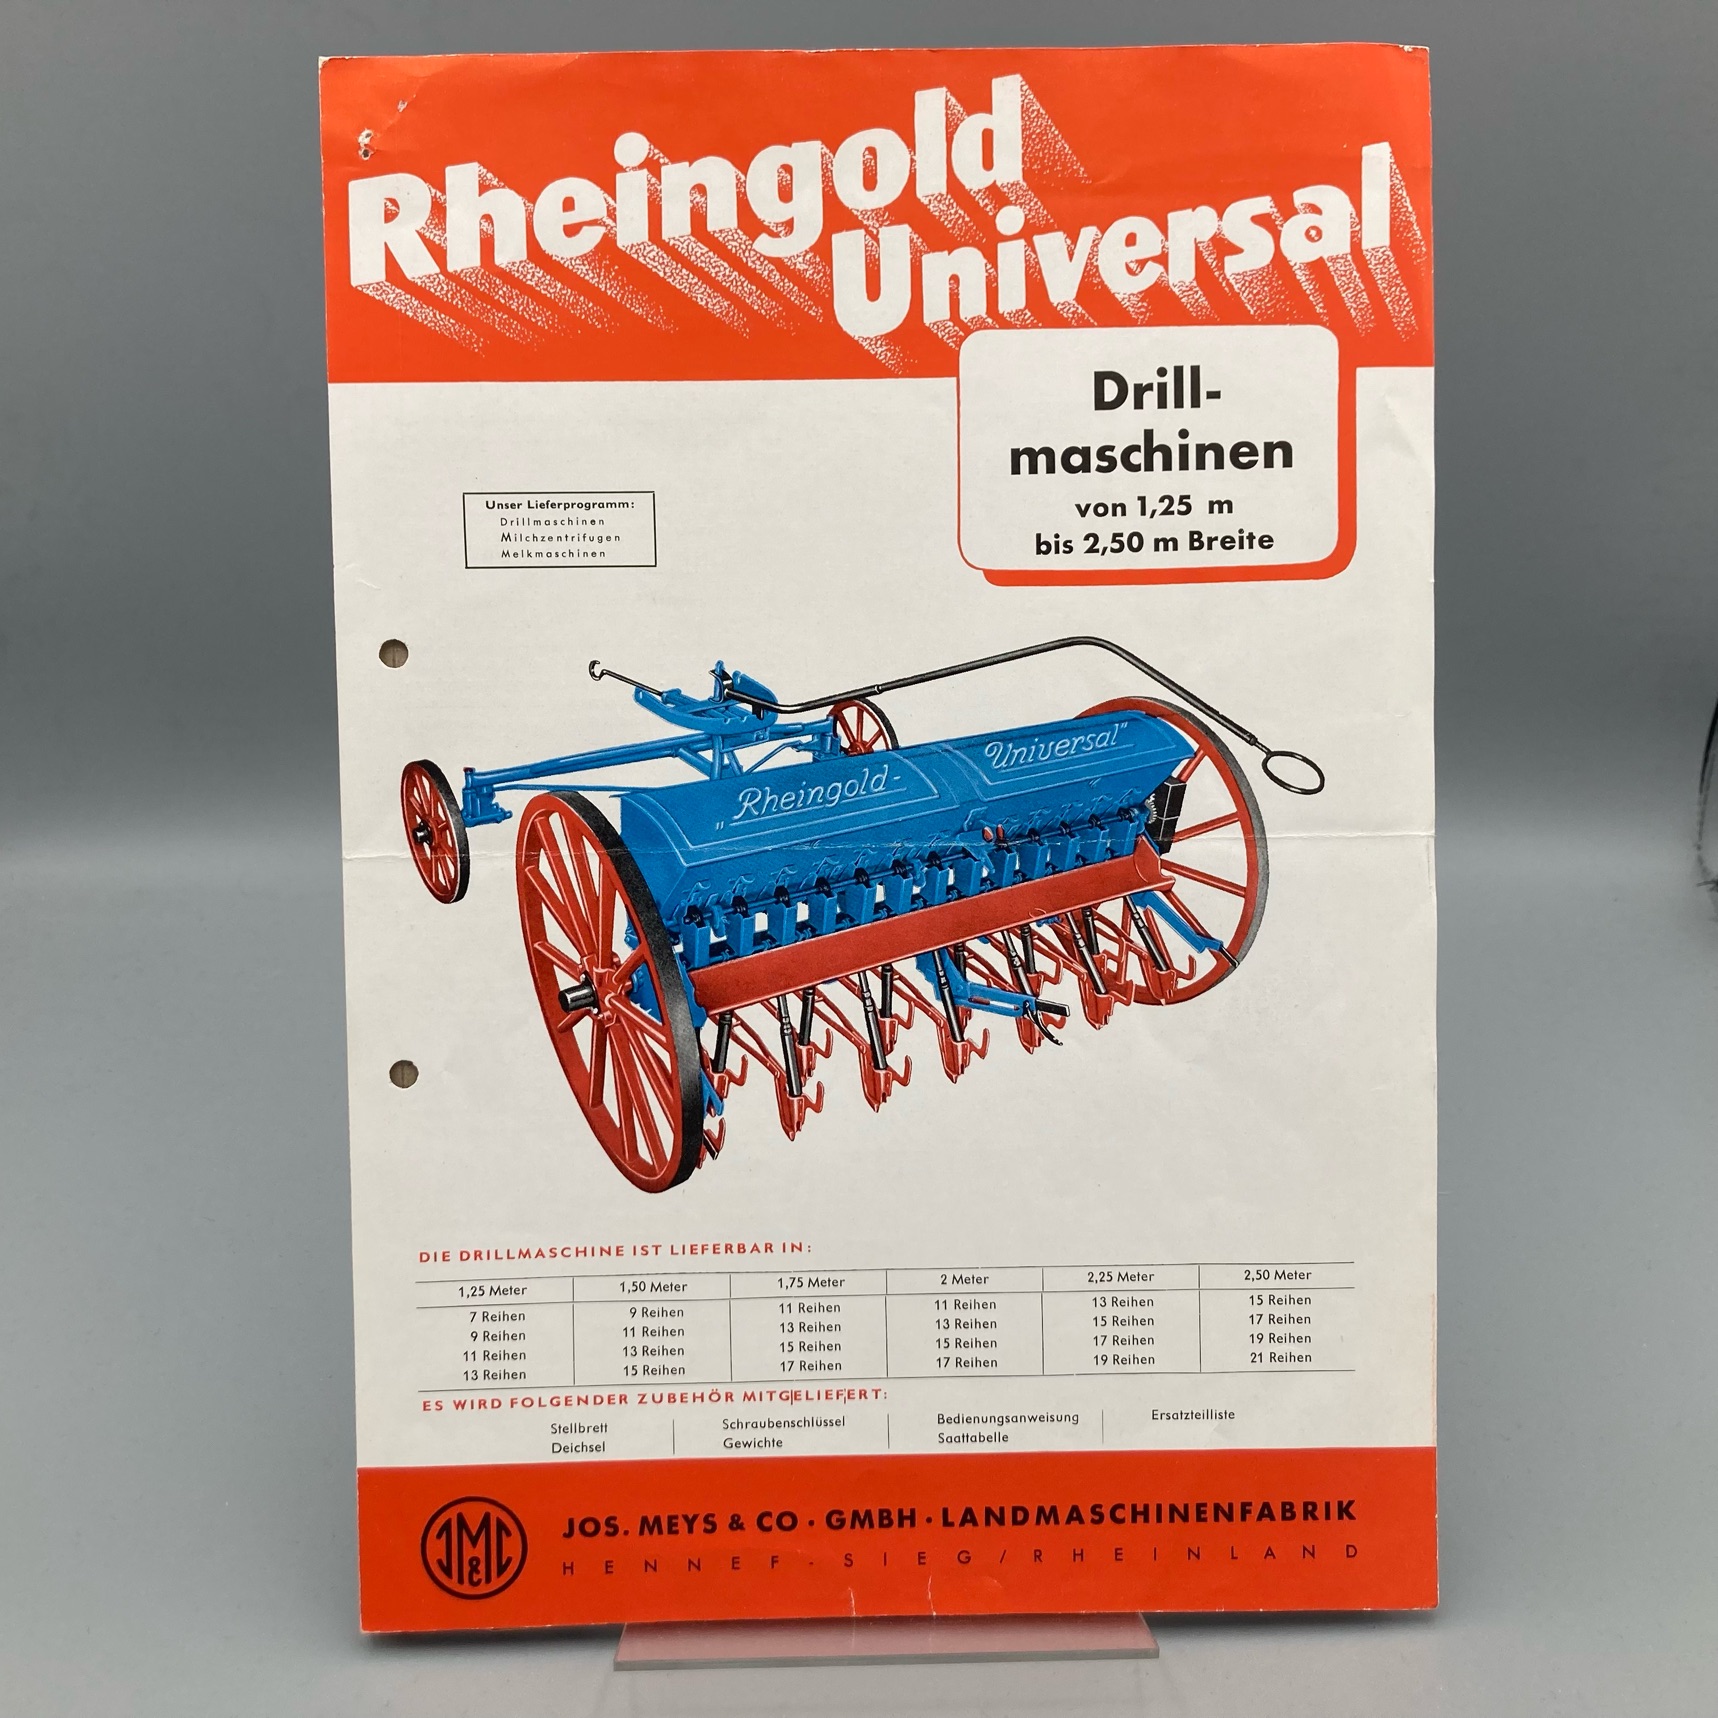 Rheingold
Universal
Drill-
maschinen
von 1,25 m
bis 2,50 m Breite
Unser Lieferprogramm:
Drillmaschinen
Milchzentrifugen
Melkmaschinen
„Rheingold-
Universal"
DIE DRILLMASCHINE IST LIEFERBAR IN:
1,25 Meter 1,50 Meter 1,75 Meter 2 Meter 2,25 Meter 2,50 Meter
7 Reihen 9 Reihen 11 Reihen 11 Reihen 13 Reihen 15 Reihen
9 Reihen 11 Reihen 13 Reihen 13 Reihen 15 Reihen 17 Reihen
11 Reihen 13 Reihen 15 Reihen 15 Reihen 17 Reihen 19 Reihen
13 Reihen 15 Reihen 17 Reihen 17 Reihen 19 Reihen 21 Reihen
ES WIRD FOLGENDER ZUBEHÖR MITGELIEFERT:
Stellbrett Schraubenschlüssel Bedienungsanweisung Ersatzteilliste
Deichsel Gewichte Saattabelle
JM&C
JOS. MEYS & CO · GMBH · LANDMASCHINENFABRIK
HENNEF-SIEG/RHEINLAND